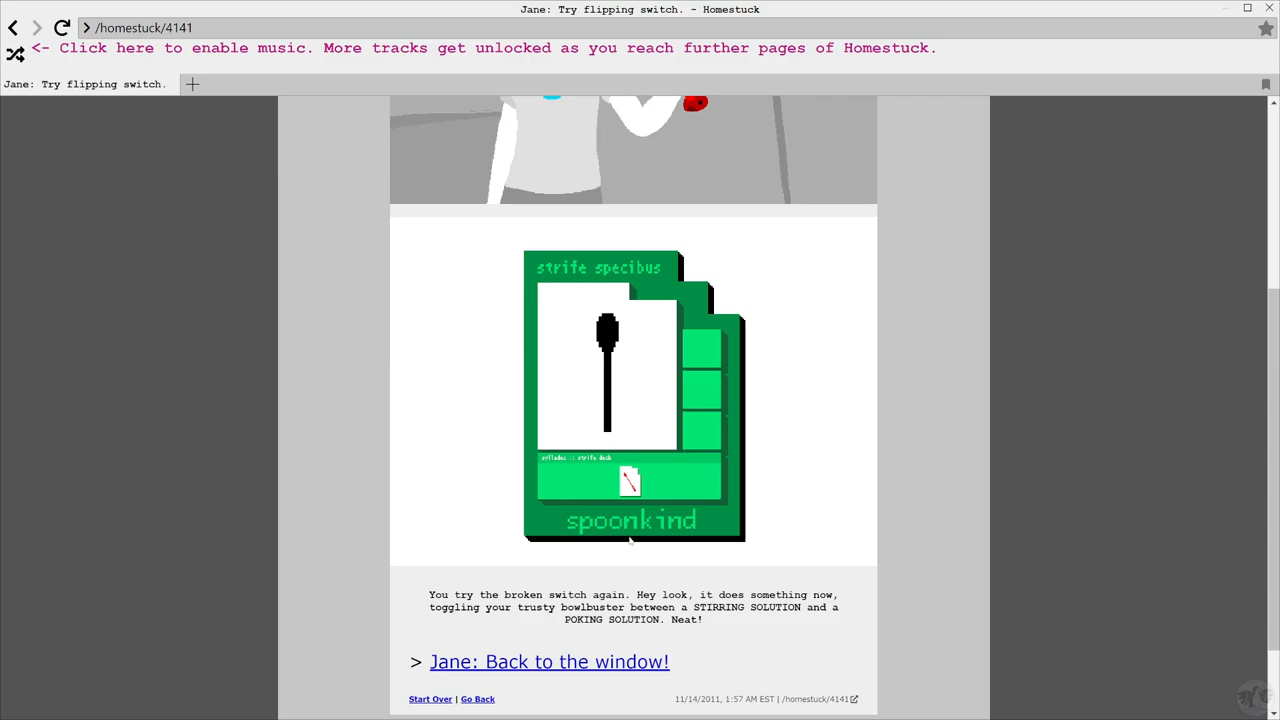 Jane: Try flipping switch. - Homestuck
/homestuck/4141
<- Click here to enable music. More tracks get unlocked as you reach further pages of Homestuck.
Jane: Try flipping switch.
strife specibus
sylladex :: strife deck
spoonkind
You try the broken switch again. Hey look, it does something now,
toggling your trusty bowlbuster between a STIRRING SOLUTION and a
POKING SOLUTION. Neat!
> Jane: Back to the window!
Start Over | Go Back
11/14/2011, 1:57 AM EST | /homestuck/4141